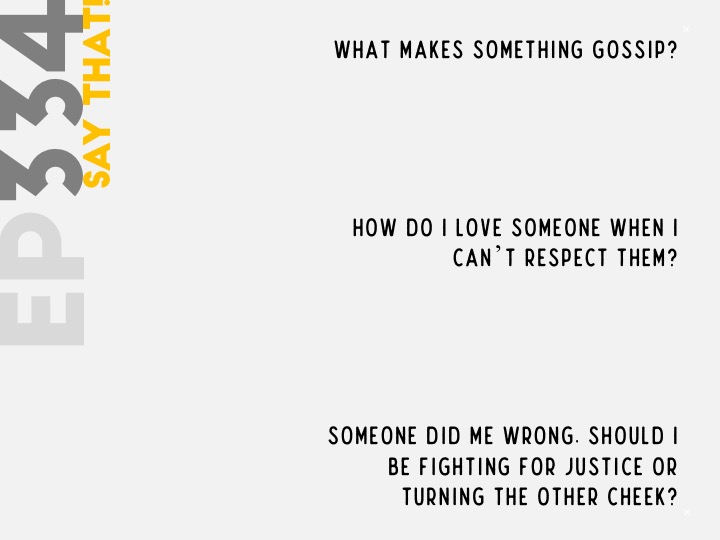 EP334
SAY THAT!
WHAT MAKES SOMETHING GOSSIP?
HOW DO I LOVE SOMEONE WHEN I
CAN'T RESPECT THEM?
SOMEONE DID ME WRONG. SHOULD I
BE FIGHTING FOR JUSTICE OR
TURNING THE OTHER CHEEK?